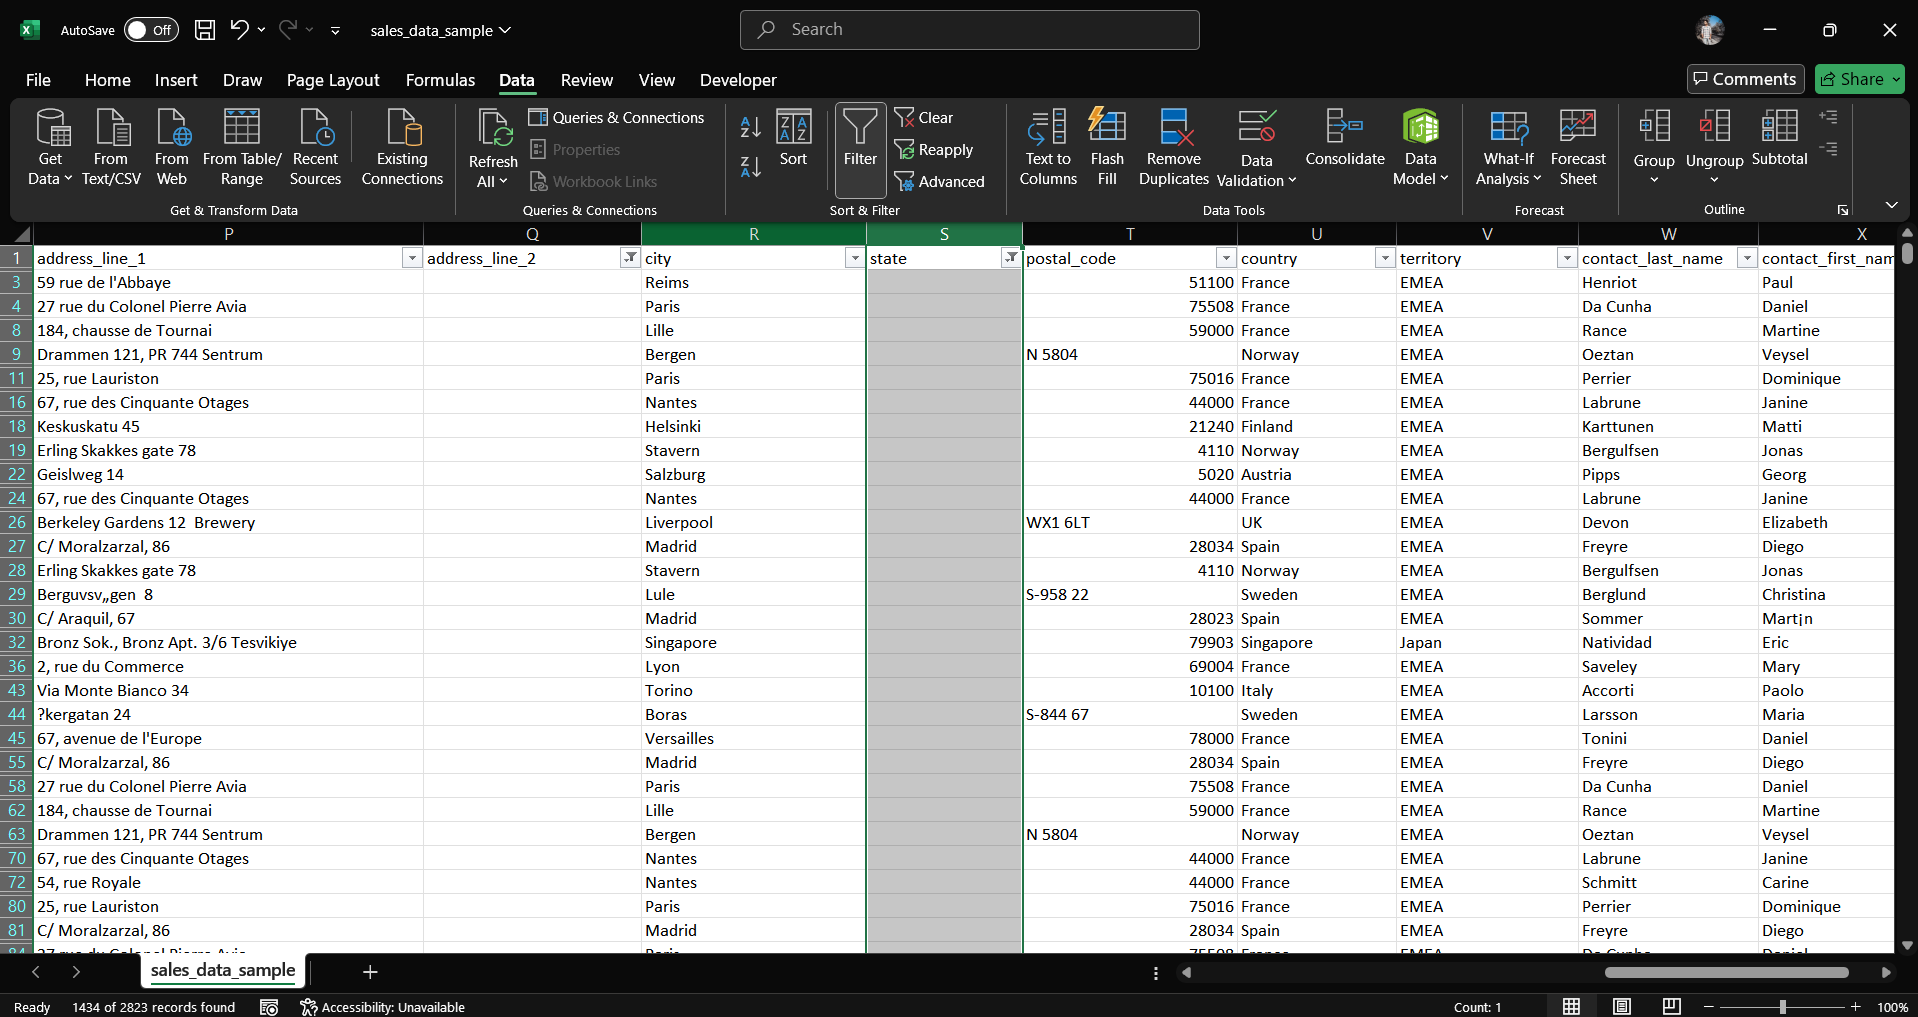 AutoSave Off sales_data_sample Search
File Home Insert Draw Page Layout Formulas Data Review View Developer Comments Share
Get Data From Text/CSV From Web From Table/ Range Recent Sources Existing Connections
Get & Transform Data
Refresh All Queries & Connections Properties Workbook Links
Queries & Connections
Sort Filter Clear Reapply Advanced
Sort & Filter
Text to Columns Flash Fill Remove Duplicates Data Validation Consolidate Data Model
Data Tools
What-If Analysis Forecast Sheet
Forecast
Group Ungroup Subtotal
Outline
P Q R S T U V W X
1 address_line_1 address_line_2 city state postal_code country territory contact_last_name contact_first_nam
3 59 rue de l'Abbaye Reims 51100 France EMEA Henriot Paul
4 27 rue du Colonel Pierre Avia Paris 75508 France EMEA Da Cunha Daniel
8 184, chausse de Tournai Lille 59000 France EMEA Rance Martine
9 Drammen 121, PR 744 Sentrum Bergen N 5804 Norway EMEA Oeztan Veysel
11 25, rue Lauriston Paris 75016 France EMEA Perrier Dominique
16 67, rue des Cinquante Otages Nantes 44000 France EMEA Labrune Janine
18 Keskuskatu 45 Helsinki 21240 Finland EMEA Karttunen Matti
19 Erling Skakkes gate 78 Stavern 4110 Norway EMEA Bergulfsen Jonas
22 Geislweg 14 Salzburg 5020 Austria EMEA Pipps Georg
24 67, rue des Cinquante Otages Nantes 44000 France EMEA Labrune Janine
26 Berkeley Gardens 12  Brewery Liverpool WX1 6LT UK EMEA Devon Elizabeth
27 C/ Moralzarzal, 86 Madrid 28034 Spain EMEA Freyre Diego
28 Erling Skakkes gate 78 Stavern 4110 Norway EMEA Bergulfsen Jonas
29 Berguvsv„gen  8 Lule S-958 22 Sweden EMEA Berglund Christina
30 C/ Araquil, 67 Madrid 28023 Spain EMEA Sommer Mart¡n
32 Bronz Sok., Bronz Apt. 3/6 Tesvikiye Singapore 79903 Singapore Japan Natividad Eric
36 2, rue du Commerce Lyon 69004 France EMEA Saveley Mary
43 Via Monte Bianco 34 Torino 10100 Italy EMEA Accorti Paolo
44 ?kergatan 24 Boras S-844 67 Sweden EMEA Larsson Maria
45 67, avenue de l'Europe Versailles 78000 France EMEA Tonini Daniel
55 C/ Moralzarzal, 86 Madrid 28034 Spain EMEA Freyre Diego
58 27 rue du Colonel Pierre Avia Paris 75508 France EMEA Da Cunha Daniel
62 184, chausse de Tournai Lille 59000 France EMEA Rance Martine
63 Drammen 121, PR 744 Sentrum Bergen N 5804 Norway EMEA Oeztan Veysel
70 67, rue des Cinquante Otages Nantes 44000 France EMEA Labrune Janine
72 54, rue Royale Nantes 44000 France EMEA Schmitt Carine
80 25, rue Lauriston Paris 75016 France EMEA Perrier Dominique
81 C/ Moralzarzal, 86 Madrid 28034 Spain EMEA Freyre Diego
84 27 rue du Colonel Pierre Avia Paris 75508 France EMEA Da Cunha Daniel
sales_data_sample
Ready 1434 of 2823 records found Accessibility: Unavailable Count: 1 100%